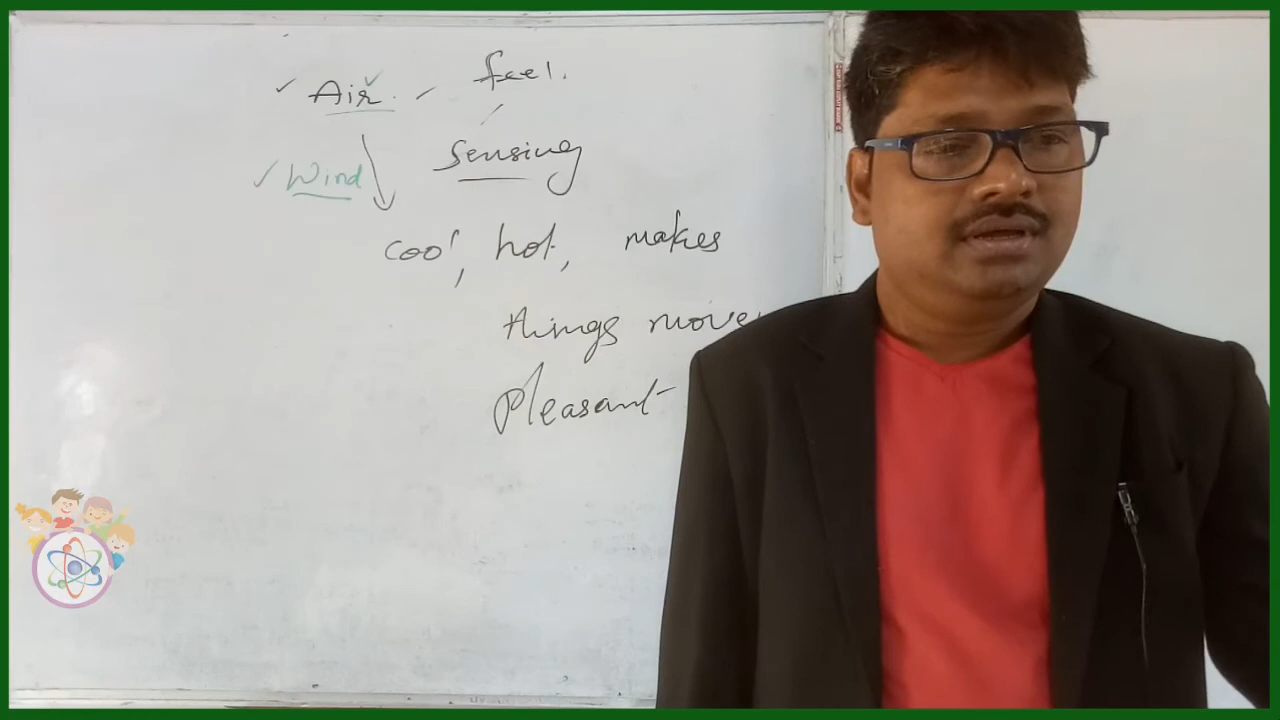 Air. feel.
Wind Sensing
cool, hot, makes
things move
Pleasant